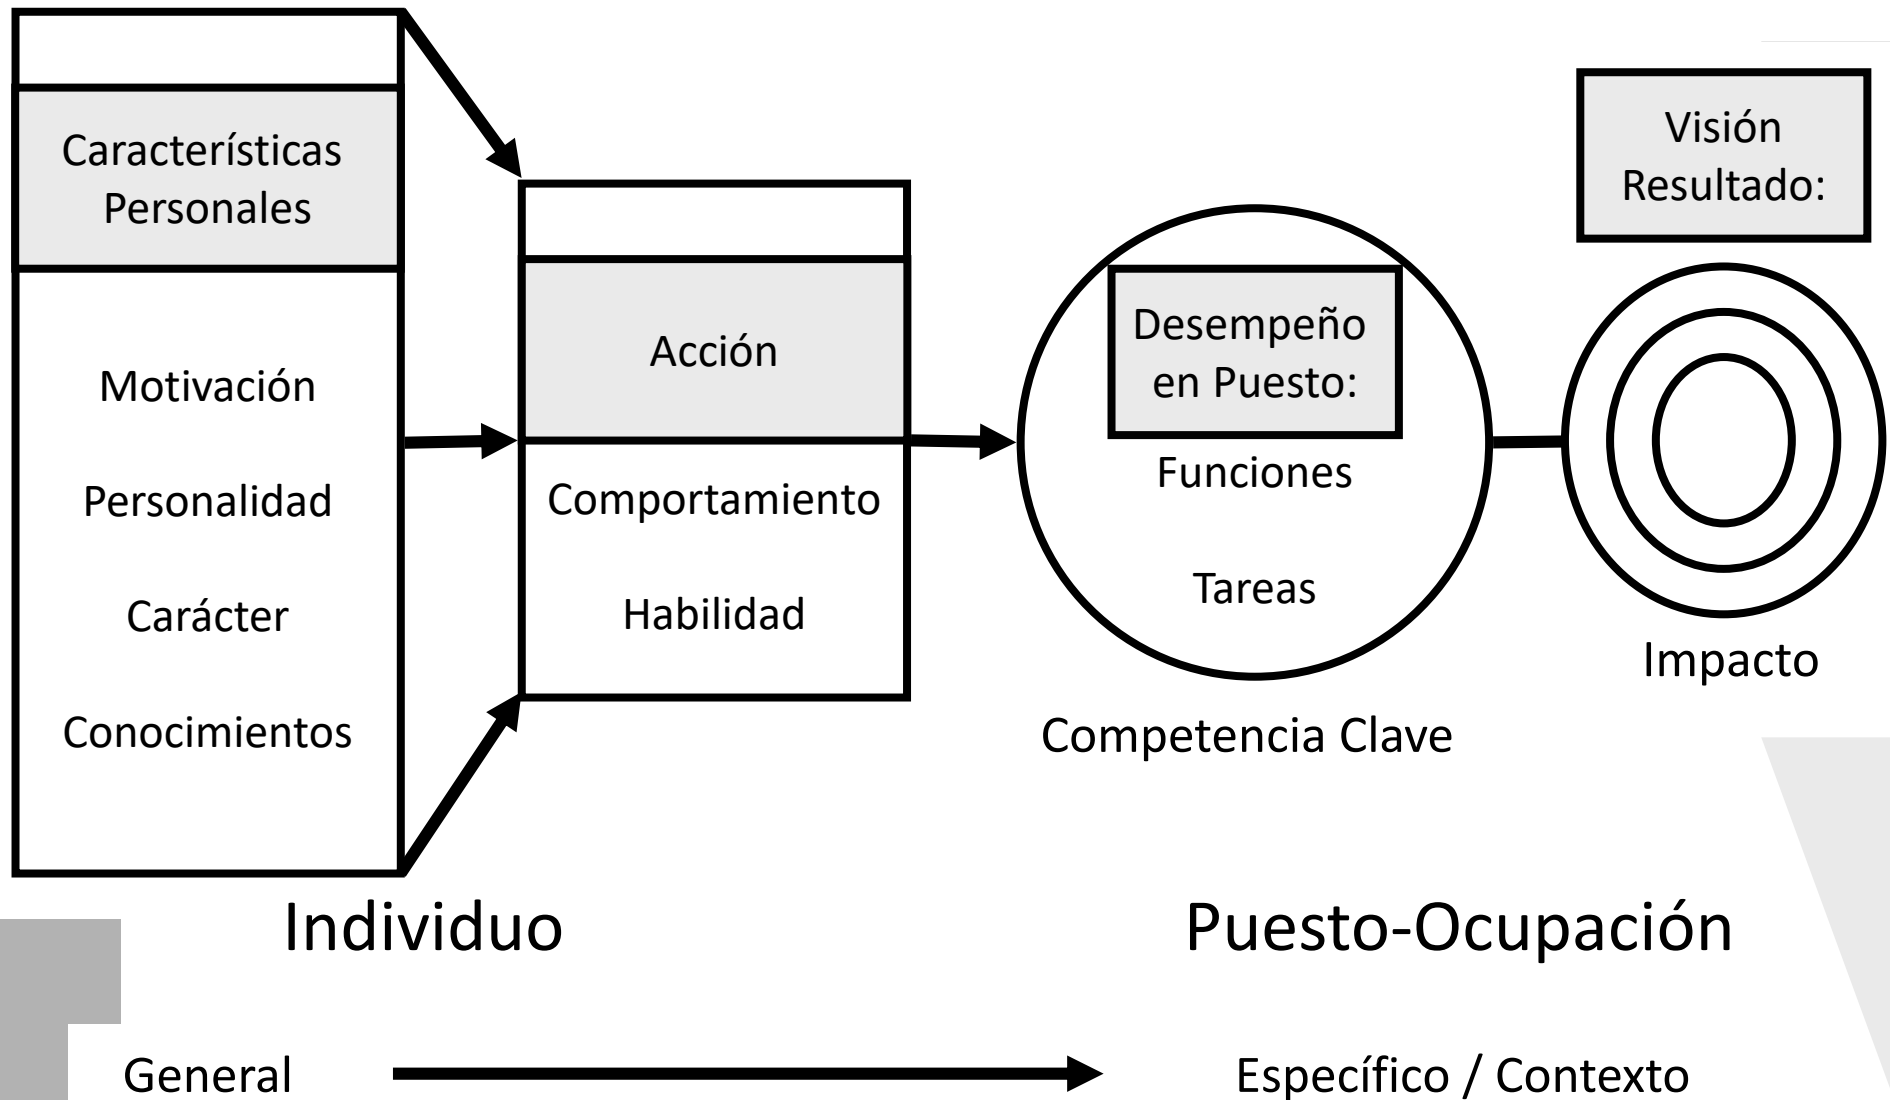 Características
Personales
Motivación
Personalidad
Carácter
Conocimientos
Acción
Comportamiento
Habilidad
Desempeño
en Puesto:
Funciones
Tareas
Competencia Clave
Visión
Resultado:
Impacto
Individuo
Puesto-Ocupación
General
Específico / Contexto